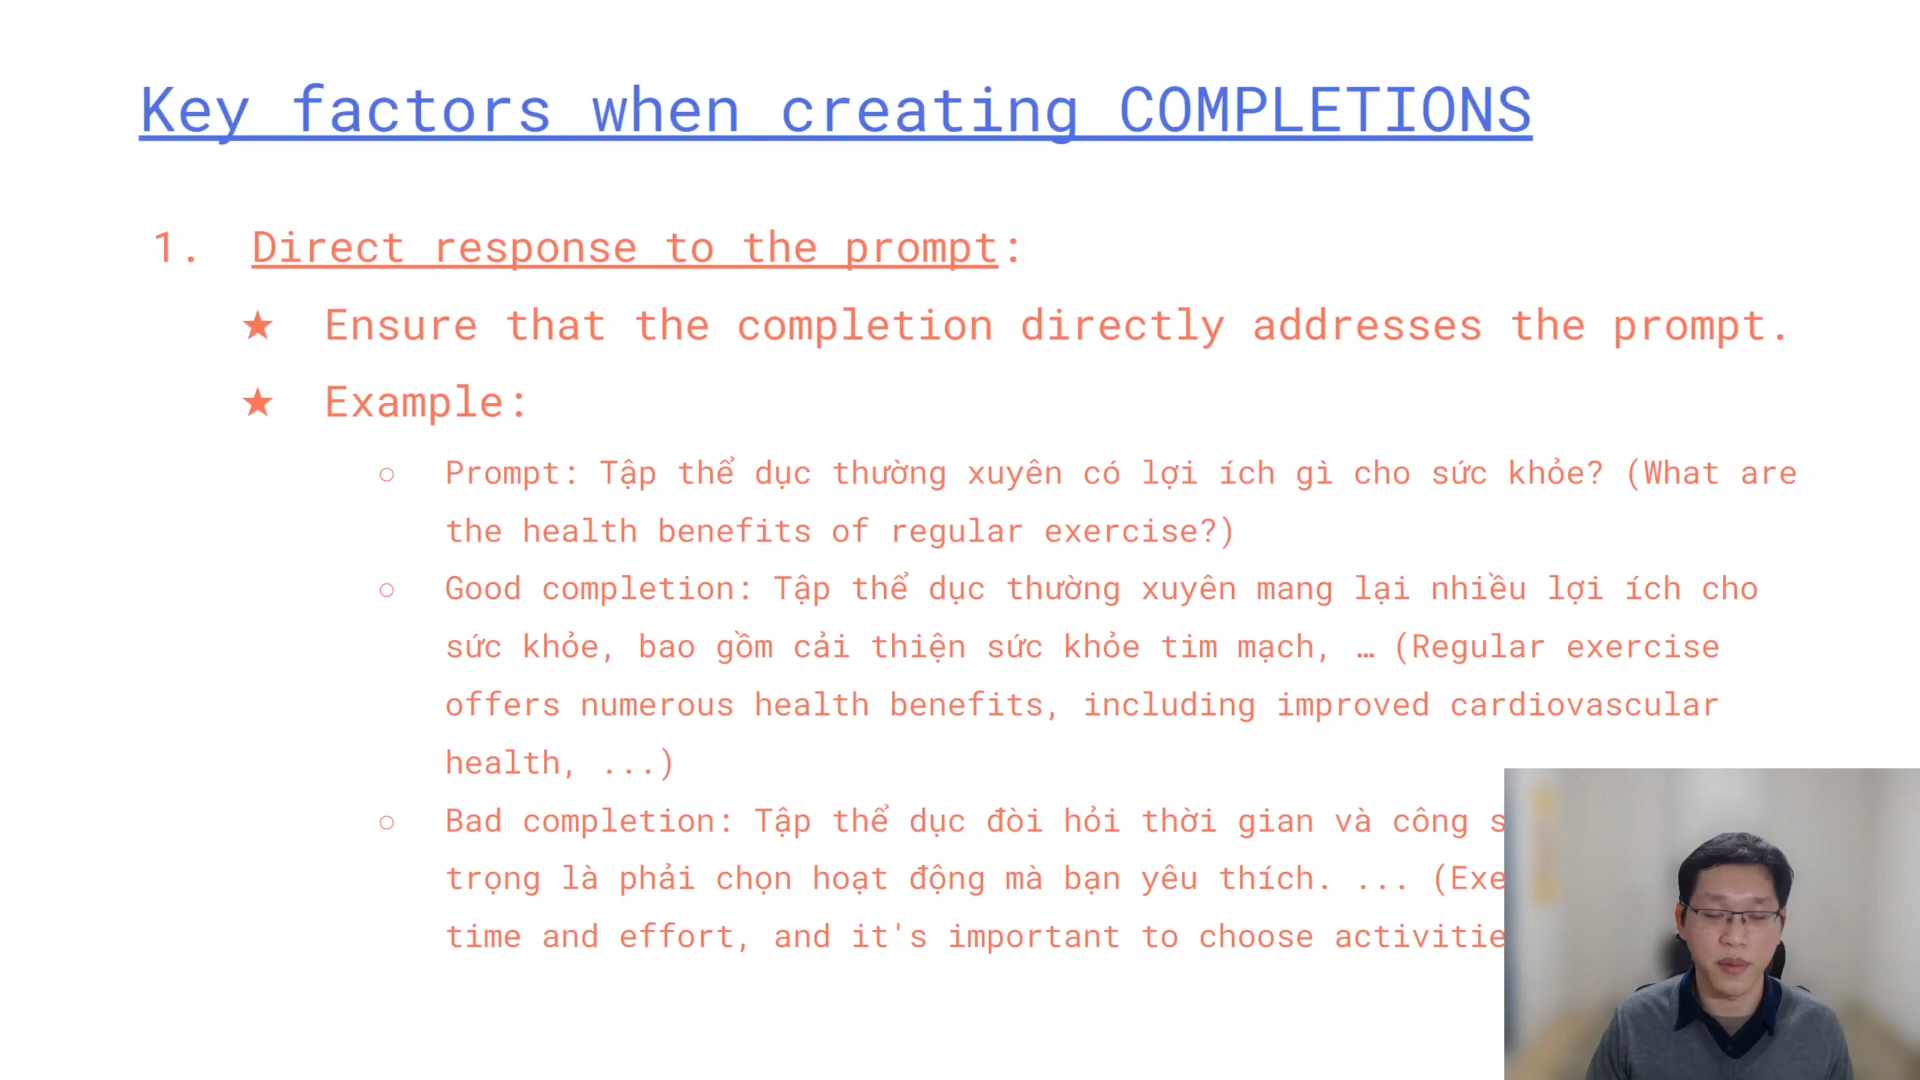 Key factors when creating COMPLETIONS
1. Direct response to the prompt:
★ Ensure that the completion directly addresses the prompt.
★ Example:
○ Prompt: Tập thể dục thường xuyên có lợi ích gì cho sức khỏe? (What are
the health benefits of regular exercise?)
○ Good completion: Tập thể dục thường xuyên mang lại nhiều lợi ích cho
sức khỏe, bao gồm cải thiện sức khỏe tim mạch, … (Regular exercise
offers numerous health benefits, including improved cardiovascular
health, ...)
○ Bad completion: Tập thể dục đòi hỏi thời gian và công
trọng là phải chọn hoạt động mà bạn yêu thích. ...
time and effort, and it's important to choose